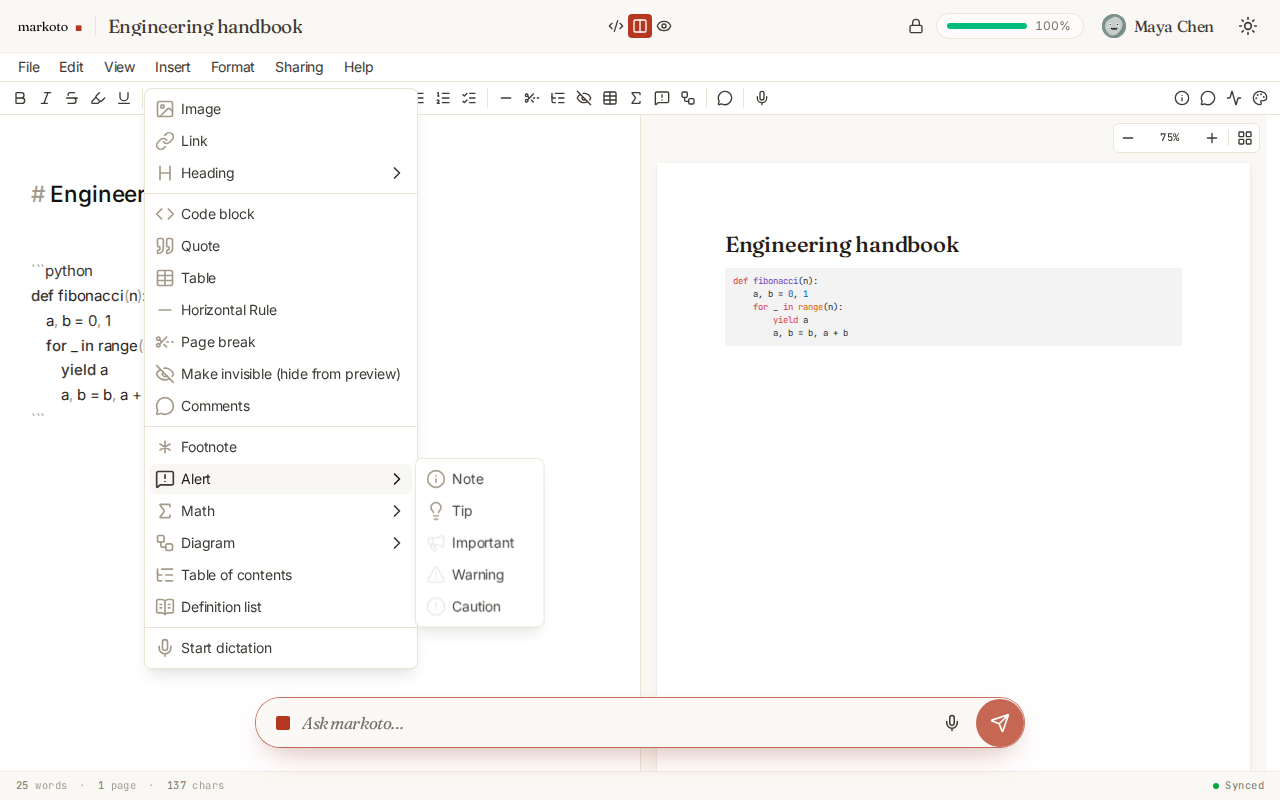 markoto
Engineering handbook
100%
Maya Chen
File Edit View Insert Format Sharing Help
75%
Image
Link
Heading
Code block
Quote
Table
Horizontal Rule
Page break
Make invisible (hide from preview)
Comments
Footnote
Alert
Math
Diagram
Table of contents
Definition list
Start dictation
Note
Tip
Important
Warning
Caution
# Engineer
```python
def fibonacci(n):
a, b = 0, 1
for _ in range(
yield a
a, b = b, a +
```
Engineering handbook
def fibonacci(n):
a, b = 0, 1
for _ in range(n):
yield a
a, b = b, a + b
Ask markoto...
25 words · 1 page · 137 chars
Synced